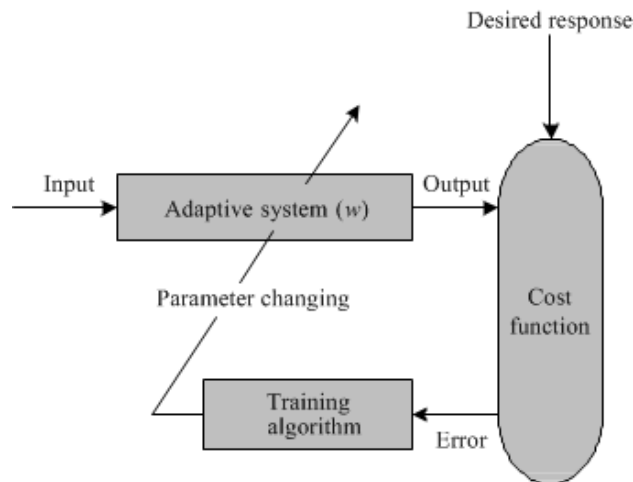 Desired response
Input
Adaptive system (w)
Output
Parameter changing
Cost
function
Training
algorithm
Error